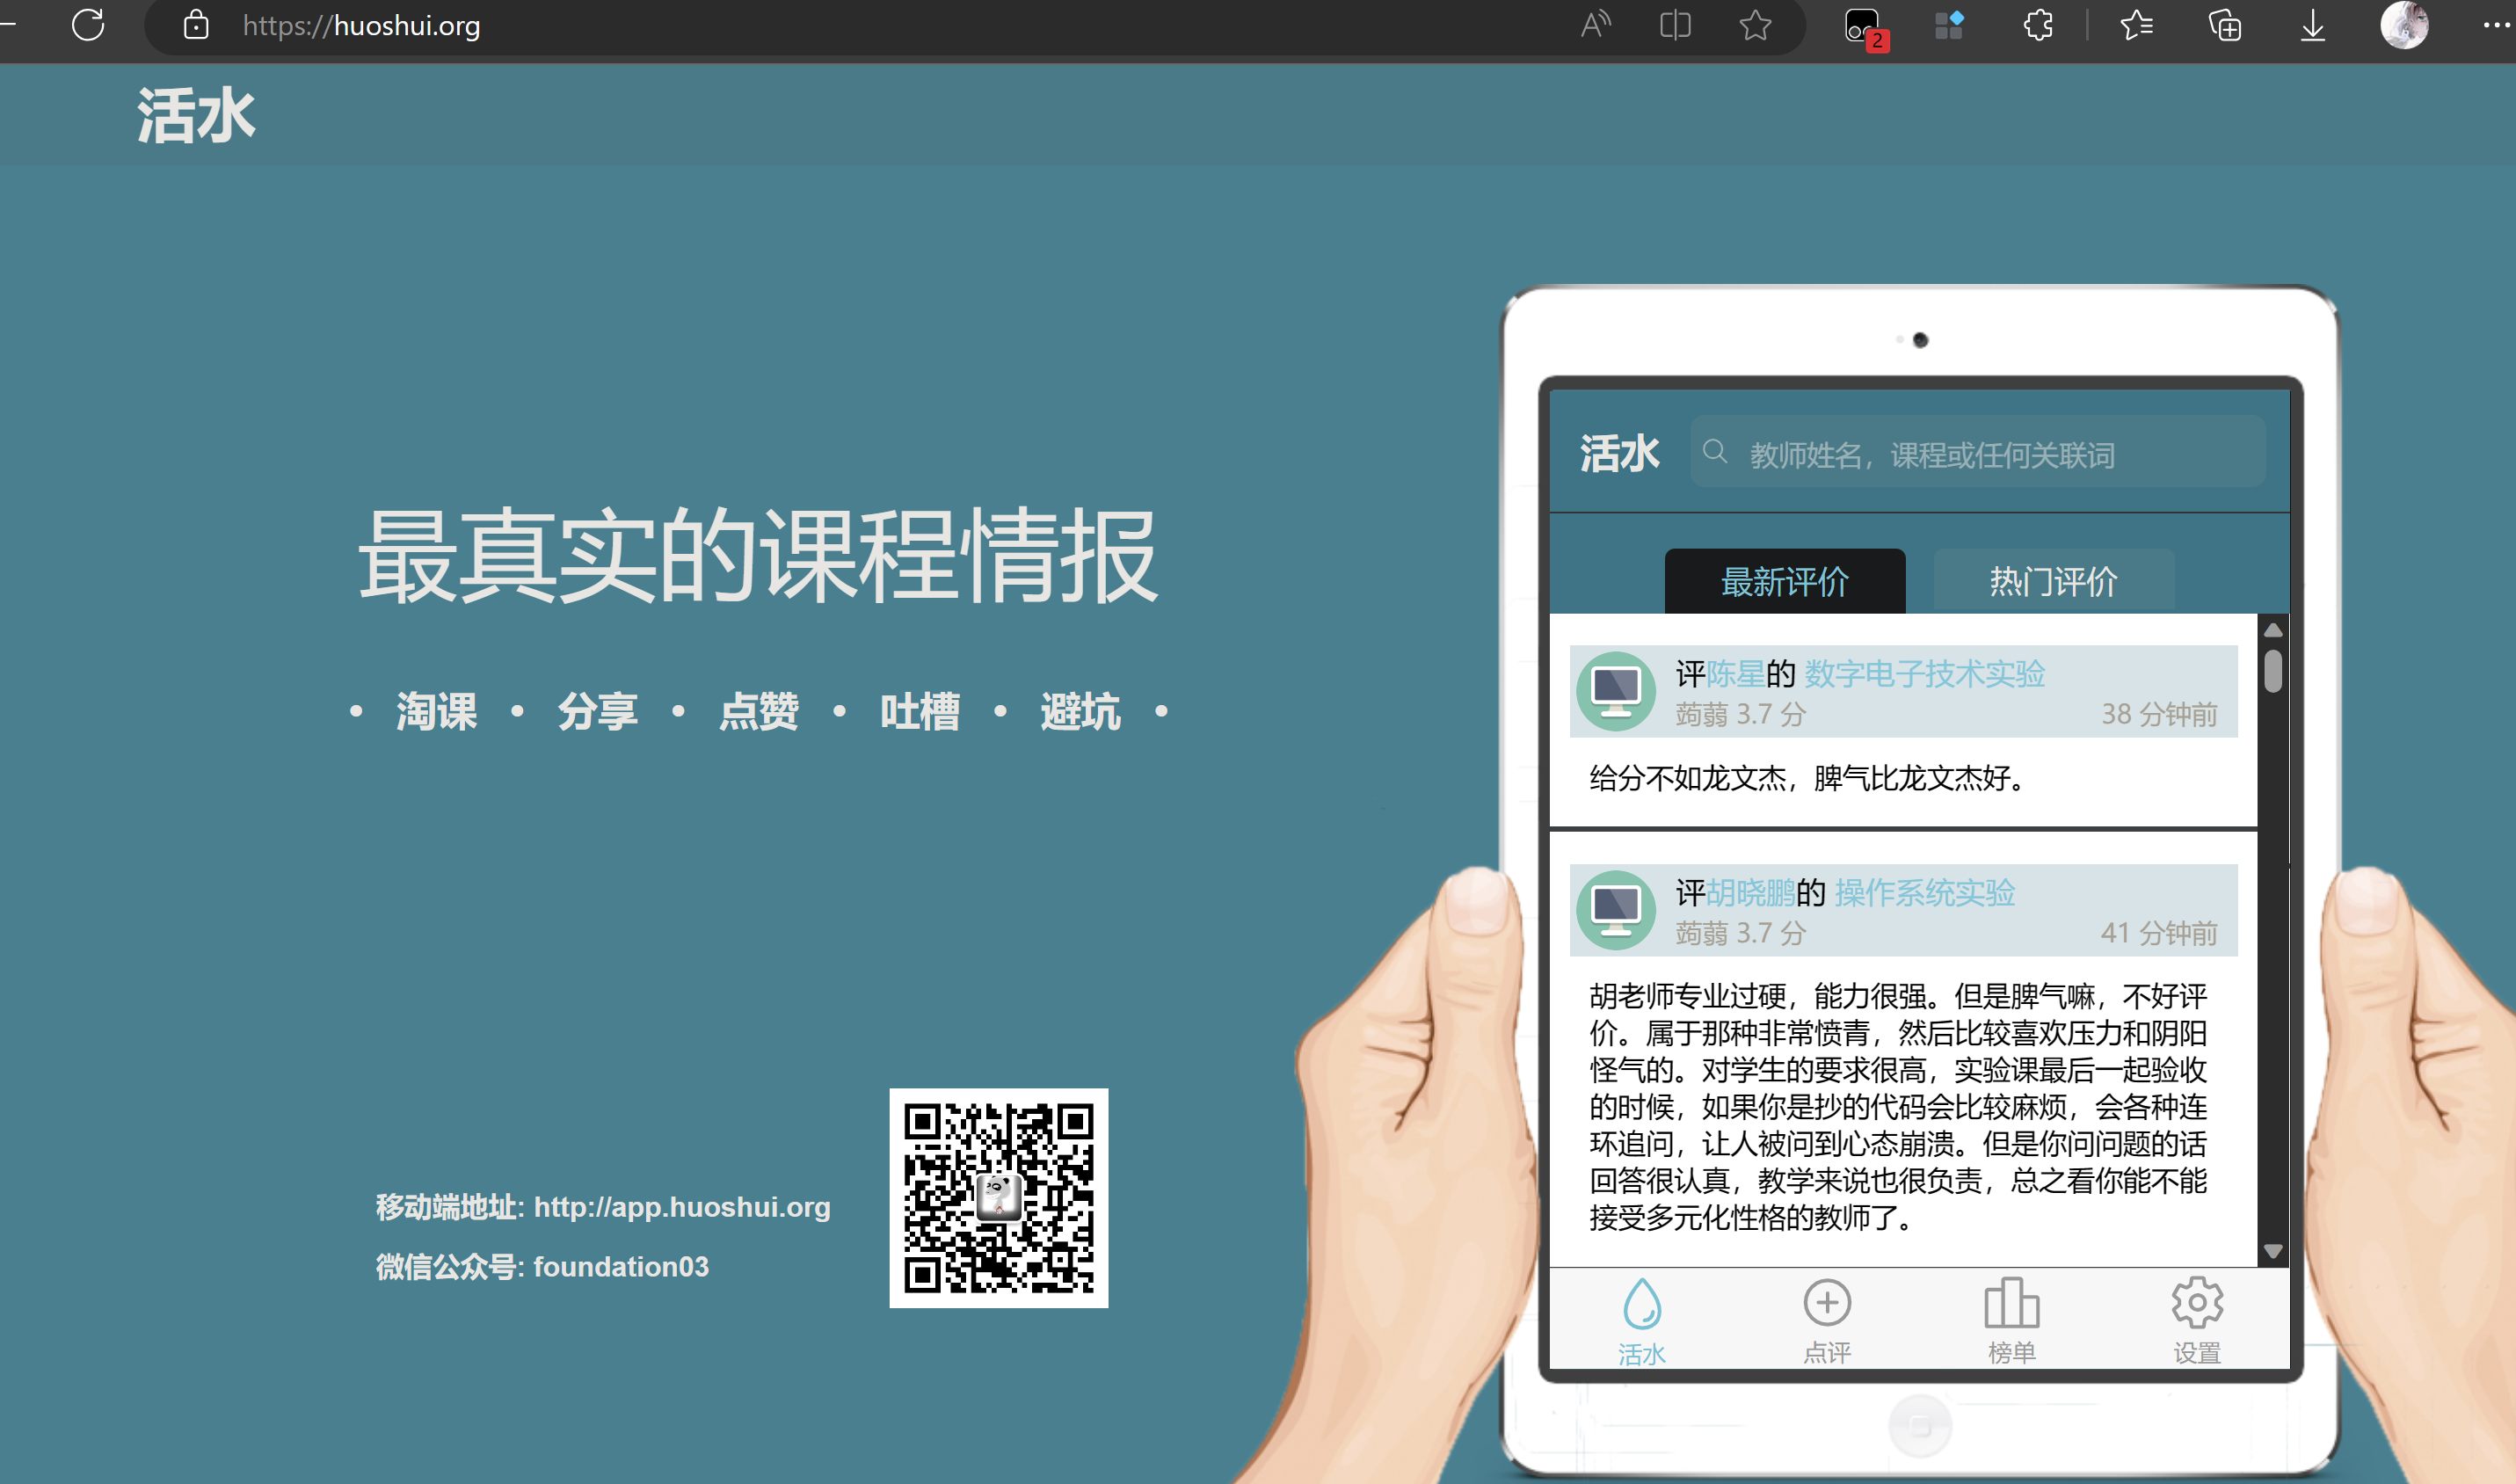 https://huoshui.org
2
活水
最真实的课程情报
• 淘课 • 分享 • 点赞 • 吐槽 • 避坑 •
移动端地址: http://app.huoshui.org
微信公众号: foundation03
活水
教师姓名，课程或任何关联词
最新评价 热门评价
评陈星的 数字电子技术实验
蒟蒻 3.7 分 38 分钟前
给分不如龙文杰，脾气比龙文杰好。
评胡晓鹏的 操作系统实验
蒟蒻 3.7 分 41 分钟前
胡老师专业过硬，能力很强。但是脾气嘛，不好评
价。属于那种非常愤青，然后比较喜欢压力和阴阳
怪气的。对学生的要求很高，实验课最后一起验收
的时候，如果你是抄的代码会比较麻烦，会各种连
环追问，让人被问到心态崩溃。但是你问问题的话
回答很认真，教学来说也很负责，总之看你能不能
接受多元化性格的教师了。
活水 点评 榜单 设置